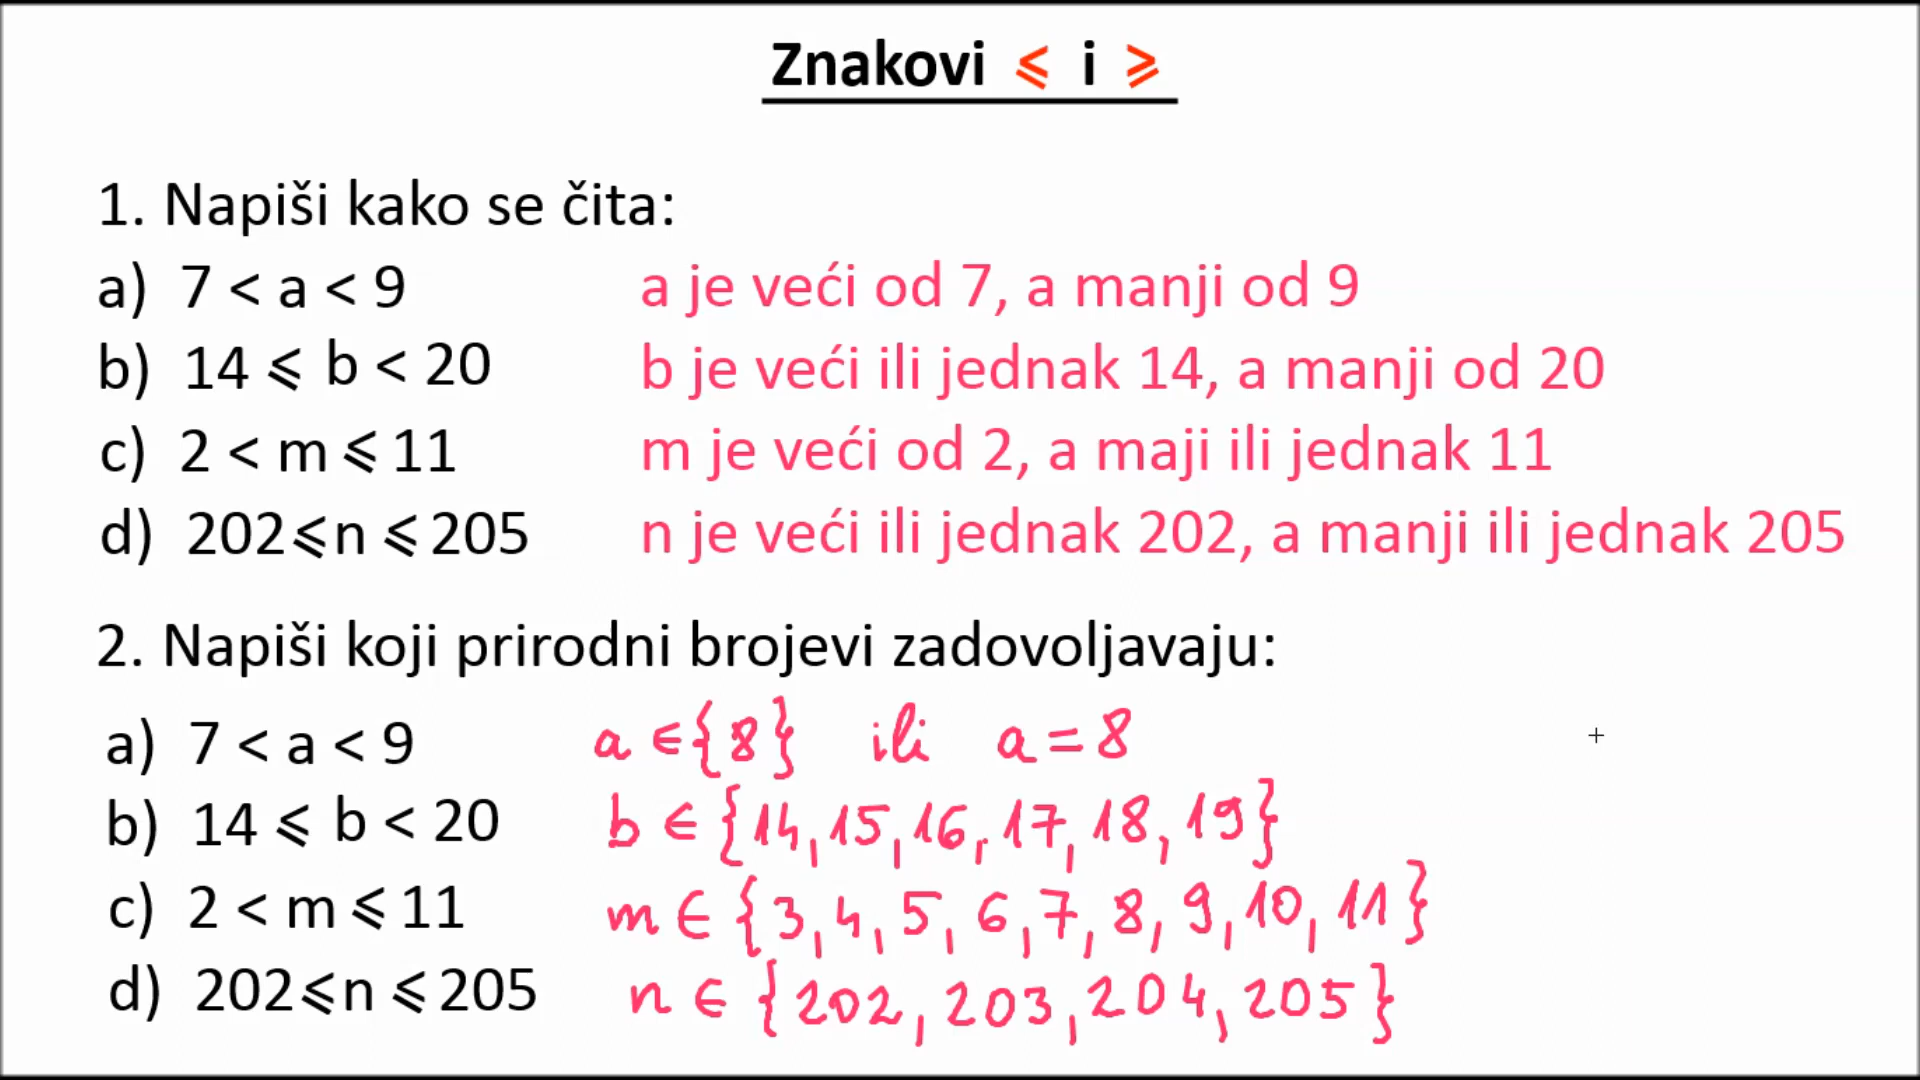 Znakovi ⩽ i ⩾
1. Napiši kako se čita:
a) 7 < a < 9 a je veći od 7, a manji od 9
b) 14 ⩽ b < 20 b je veći ili jednak 14, a manji od 20
c) 2 < m ⩽ 11 m je veći od 2, a maji ili jednak 11
d) 202 ⩽ n ⩽ 205 n je veći ili jednak 202, a manji ili jednak 205
2. Napiši koji prirodni brojevi zadovoljavaju:
a) 7 < a < 9 a ∈ {8} ili a = 8
b) 14 ⩽ b < 20 b ∈ {14, 15, 16, 17, 18, 19}
c) 2 < m ⩽ 11 m ∈ {3, 4, 5, 6, 7, 8, 9, 10, 11}
d) 202 ⩽ n ⩽ 205 n ∈ {202, 203, 204, 205}